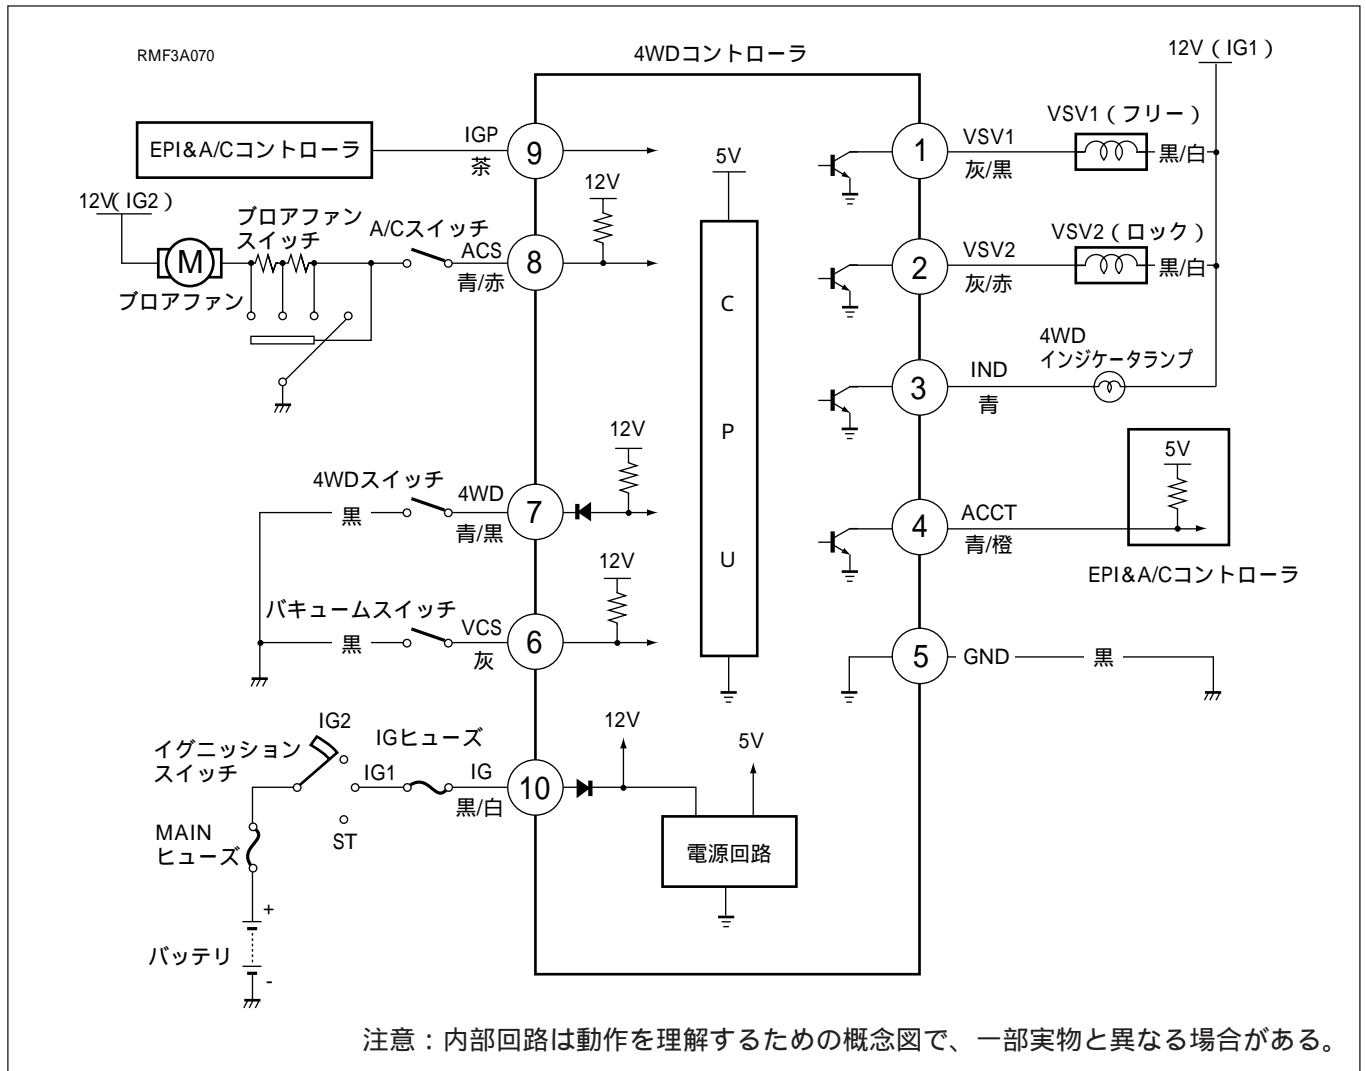 RMF3A070
4WDコントローラ
12V（IG1）
EPI&A/Cコントローラ
IGP
茶
9
5V
1
VSV1
灰/黒
VSV1（フリー）
黒/白
12V(IG2）
ブロアファン
スイッチ
A/Cスイッチ
ACS
青/赤
8
12V
M
ブロアファン
2
VSV2
灰/赤
VSV2（ロック）
黒/白
C
P
U
3
IND
青
4WD
インジケータランプ
4WDスイッチ
黒
4WD
青/黒
7
12V
4
ACCT
青/橙
5V
EPI&A/Cコントローラ
バキュームスイッチ
黒
VCS
灰
6
12V
5
GND
黒
イグニッション
スイッチ
IG2
IG1
ST
IGヒューズ
IG
黒/白
10
12V
5V
電源回路
MAIN
ヒューズ
+
バッテリ
-
注意：内部回路は動作を理解するための概念図で、一部実物と異なる場合がある。